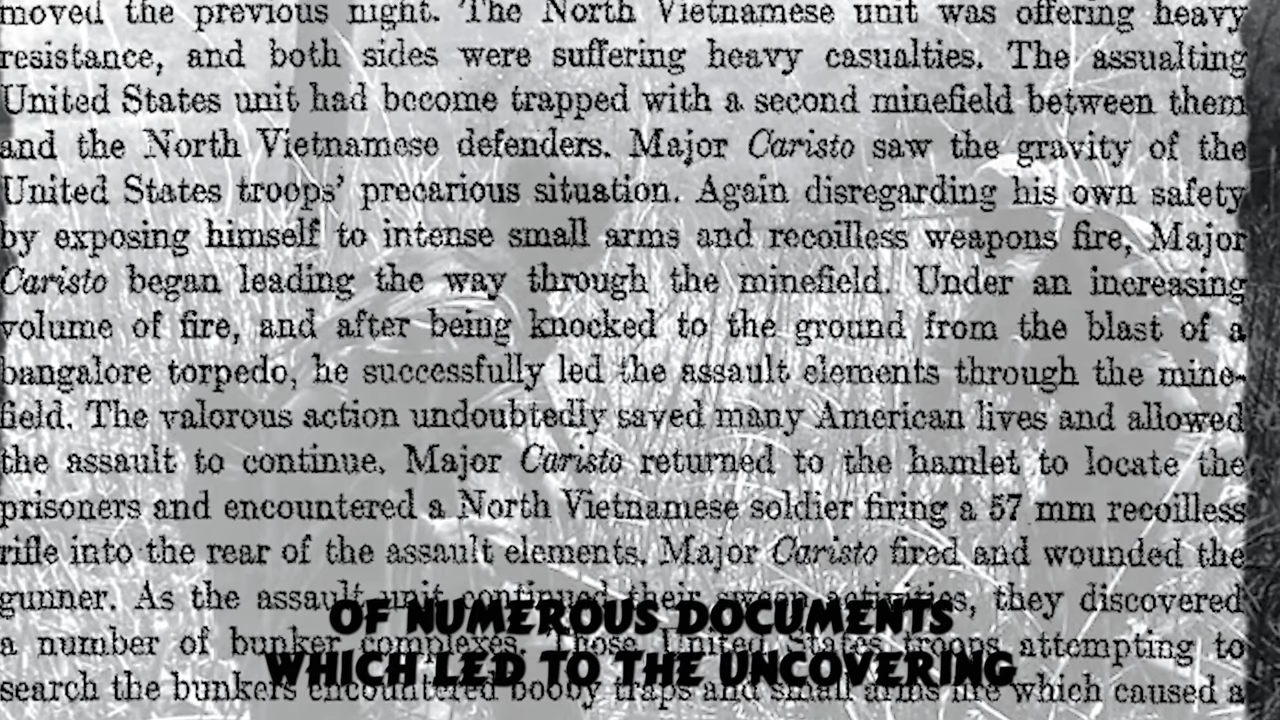 moved the previous night. The North Vietnamese unit was offering heavy
resistance, and both sides were suffering heavy casualties. The assualting
United States unit had become trapped with a second minefield between them
and the North Vietnamese defenders. Major Caristo saw the gravity of the
United States troops' precarious situation. Again disregarding his own safety
by exposing himself to intense small arms and recoilless weapons fire, Major
Caristo began leading the way through the minefield. Under an increasing
volume of fire, and after being knocked to the ground from the blast of a
bangalore torpedo, he successfully led the assault elements through the mine-
field. The valorous action undoubtedly saved many American lives and allowed
the assault to continue. Major Caristo returned to the hamlet to locate the
prisoners and encountered a North Vietnamese soldier firing a 57 mm recoilless
rifle into the rear of the assault elements. Major Caristo fired and wounded the
gunner. As the assault unit continued their sweep activities, they discovered
OF NUMEROUS DOCUMENTS
a number of bunker complexes. Those United States troops attempting to
WHICH LED TO THE UNCOVERING
search the bunkers encountered booby traps and small arms fire which caused a